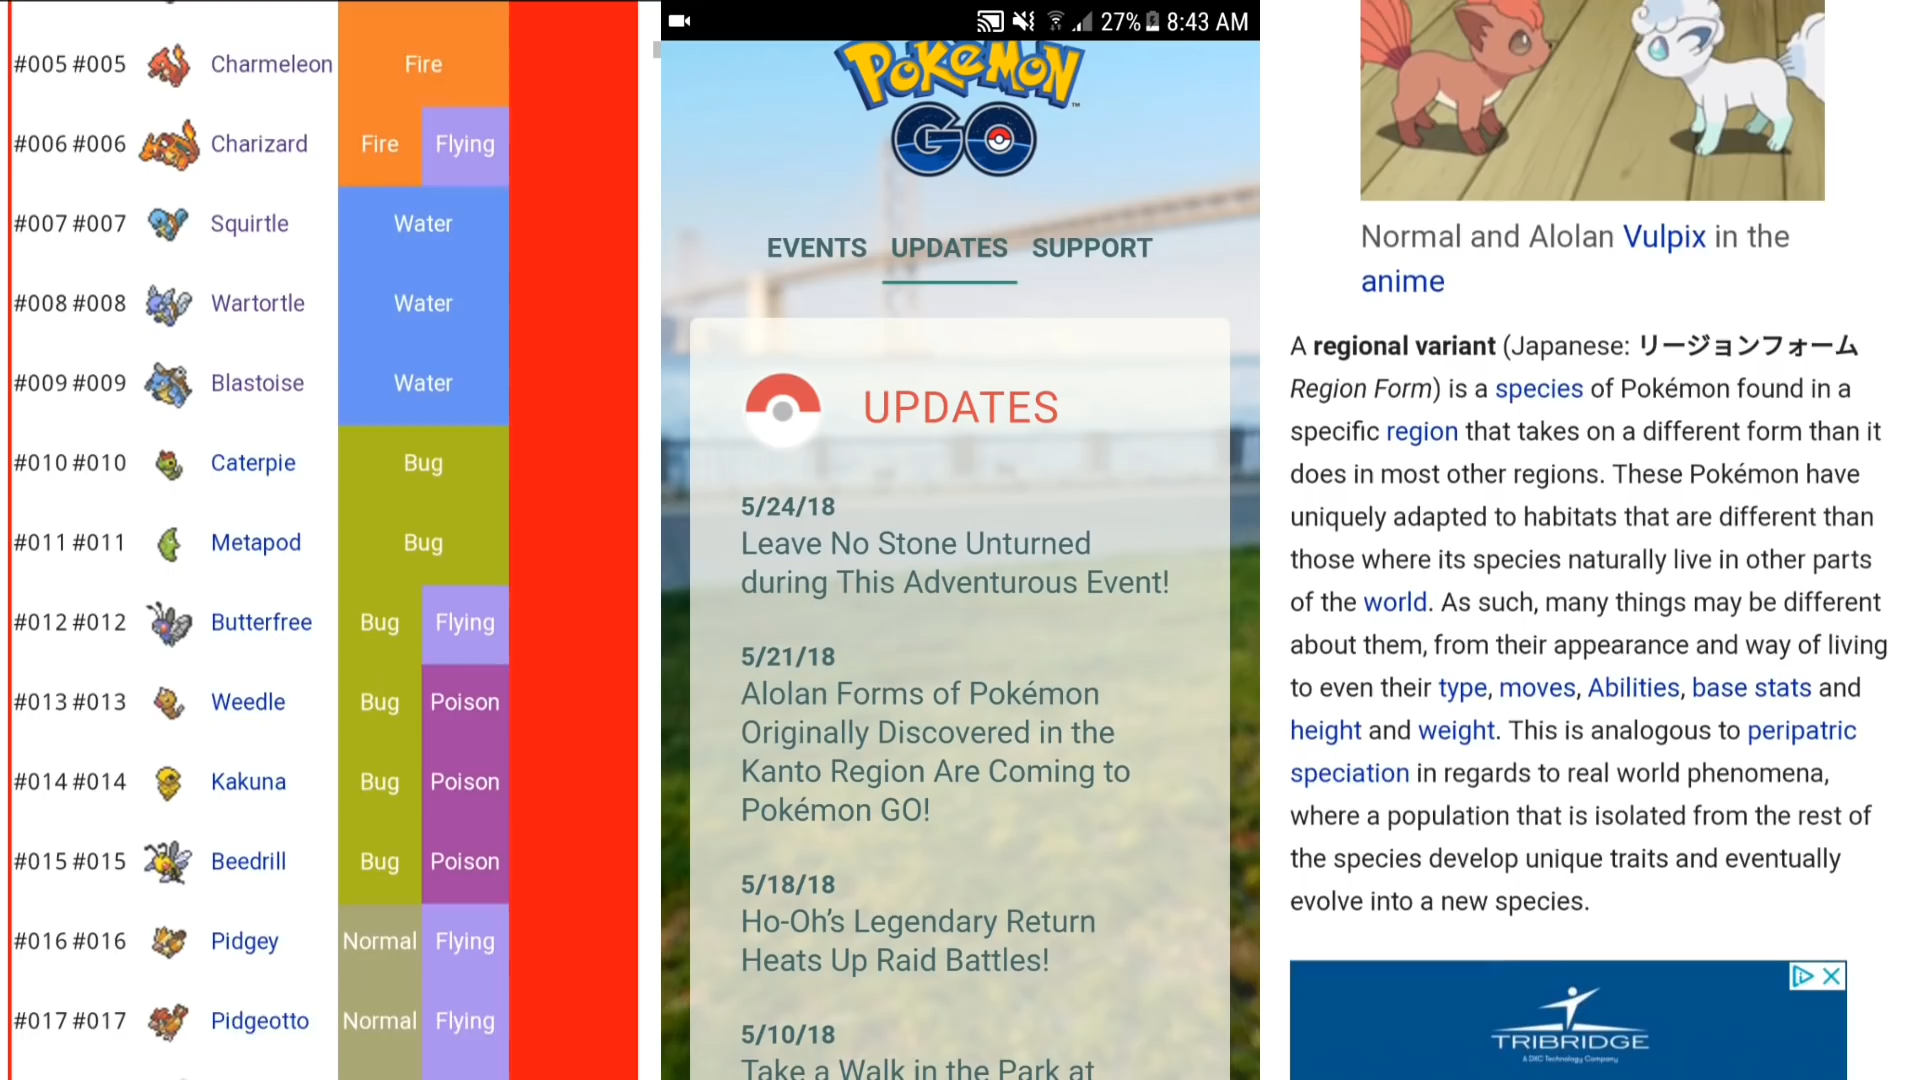 #005 #005 Charmeleon Fire
#006 #006 Charizard Fire Flying
#007 #007 Squirtle Water
#008 #008 Wartortle Water
#009 #009 Blastoise Water
#010 #010 Caterpie Bug
#011 #011 Metapod Bug
#012 #012 Butterfree Bug Flying
#013 #013 Weedle Bug Poison
#014 #014 Kakuna Bug Poison
#015 #015 Beedrill Bug Poison
#016 #016 Pidgey Normal Flying
#017 #017 Pidgeotto Normal Flying
27% 8:43 AM
POKéMON
GO
EVENTS UPDATES SUPPORT
UPDATES
5/24/18
Leave No Stone Unturned
during This Adventurous Event!
5/21/18
Alolan Forms of Pokémon
Originally Discovered in the
Kanto Region Are Coming to
Pokémon GO!
5/18/18
Ho-Oh’s Legendary Return
Heats Up Raid Battles!
5/10/18
Take a Walk in the Park at
Normal and Alolan Vulpix in the
anime
A regional variant (Japanese: リージョンフォーム
Region Form) is a species of Pokémon found in a
specific region that takes on a different form than it
does in most other regions. These Pokémon have
uniquely adapted to habitats that are different than
those where its species naturally live in other parts
of the world. As such, many things may be different
about them, from their appearance and way of living
to even their type, moves, Abilities, base stats and
height and weight. This is analogous to peripatric
speciation in regards to real world phenomena,
where a population that is isolated from the rest of
the species develop unique traits and eventually
evolve into a new species.
TRIBRIDGE
A DXC Technology Company